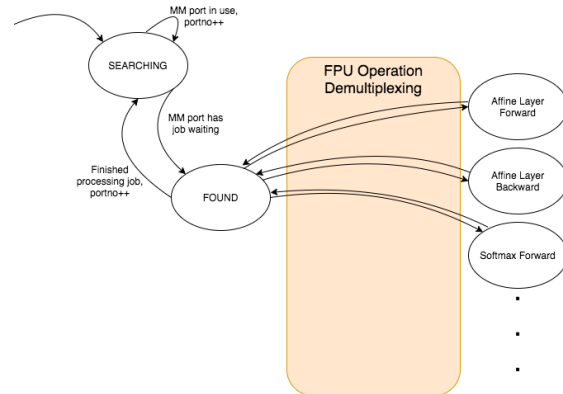 MM port in use,
portno++
SEARCHING
FPU Operation
Demultiplexing
Affine Layer
Forward
MM port has
job waiting
Finished
processing job,
portno++
FOUND
Affine Layer
Backward
Softmax Forward